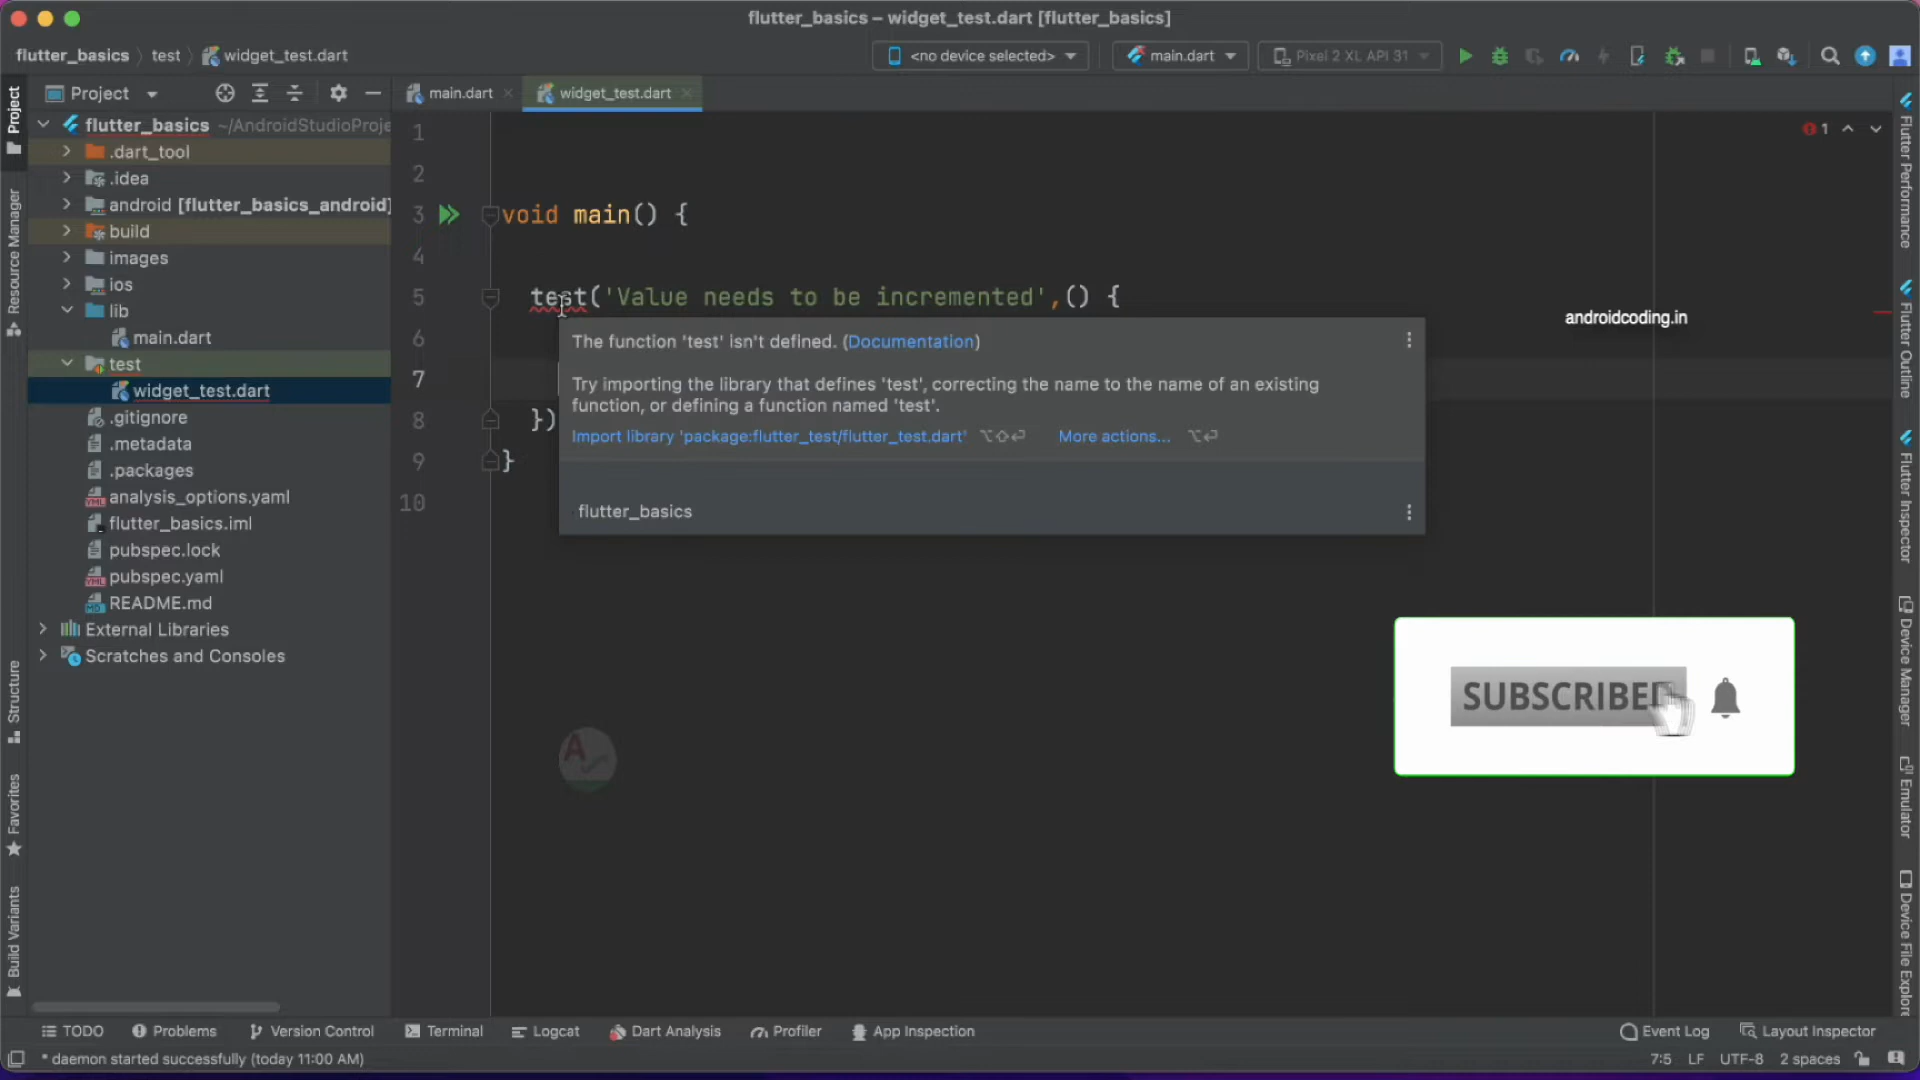 flutter_basics – widget_test.dart [flutter_basics]
flutter_basics test widget_test.dart
<no device selected> main.dart Pixel 2 XL API 31
Project
main.dart
widget_test.dart
flutter_basics ~/AndroidStudioProje
.dart_tool
.idea
android [flutter_basics_android]
build
images
ios
lib
main.dart
test
widget_test.dart
.gitignore
.metadata
.packages
analysis_options.yaml
flutter_basics.iml
pubspec.lock
pubspec.yaml
README.md
External Libraries
Scratches and Consoles
Project
Resource Manager
Structure
Favorites
Build Variants
1
2
3 void main() {
4
5 test('Value needs to be incremented',() {
6
7
8 })
9 }
10
1
The function 'test' isn't defined. (Documentation)
Try importing the library that defines 'test', correcting the name to the name of an existing
function, or defining a function named 'test'.
Import library 'package:flutter_test/flutter_test.dart' ⌥⇧⏎ More actions... ⌥⏎
flutter_basics
androidcoding.in
SUBSCRIBED
Flutter Performance
Flutter Outline
Flutter Inspector
Device Manager
Emulator
Device File Explore
TODO Problems Version Control Terminal Logcat Dart Analysis Profiler App Inspection
Event Log Layout Inspector
* daemon started successfully (today 11:00 AM)
7:5 LF UTF-8 2 spaces